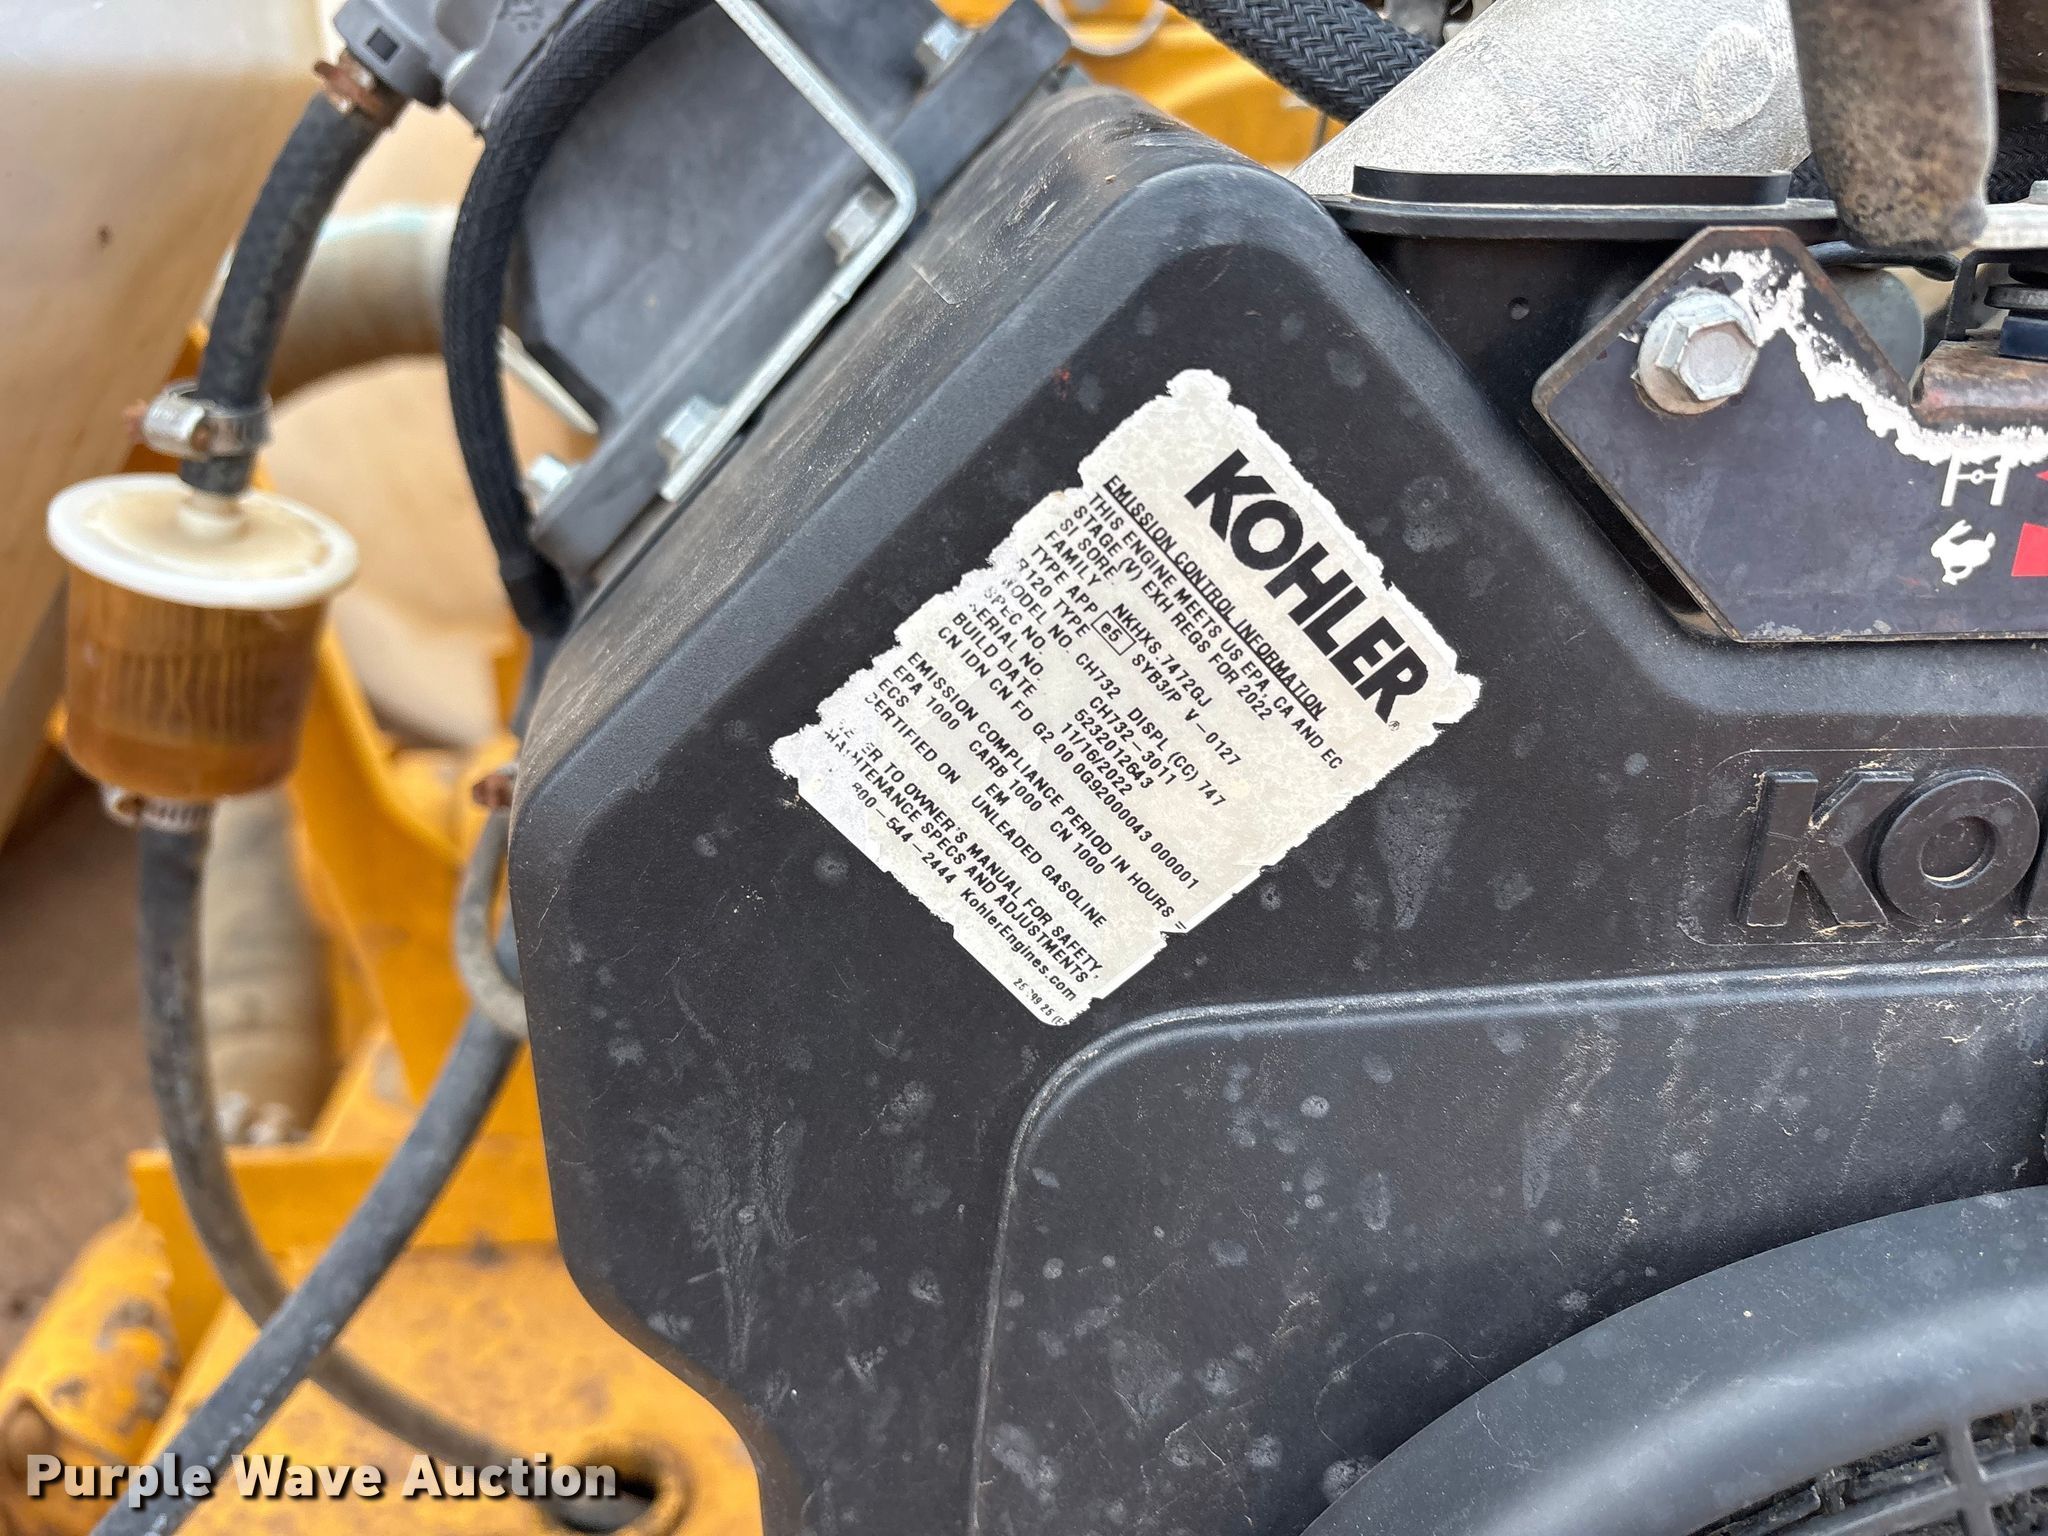 KOHLER®
EMISSION CONTROL INFORMATION
THIS ENGINE MEETS US EPA, CA AND EC
STAGE (V) EXH REGS FOR 2022
SI SORE
FAMILY NKHXS.7472GJ
TYPE APP e5 SYB3/P V-0127
R120 TYPE
MODEL NO. CH732 DISPL (CC) 747
SPEC NO. CH732-3011
SERIAL NO. 5232012643
BUILD DATE 11/16/2022
CN IDN CN FD G2 00 0G9200043 000001
EMISSION COMPLIANCE PERIOD IN HOURS =
EPA 1000 CARB 1000 CN 1000
ECS EM
CERTIFIED ON UNLEADED GASOLINE
TO OWNER'S MANUAL FOR SAFETY,
MAINTENANCE SPECS AND ADJUSTMENTS
800-544-2444 KohlerEngines.com
25 (E
KO
Purple Wave Auction